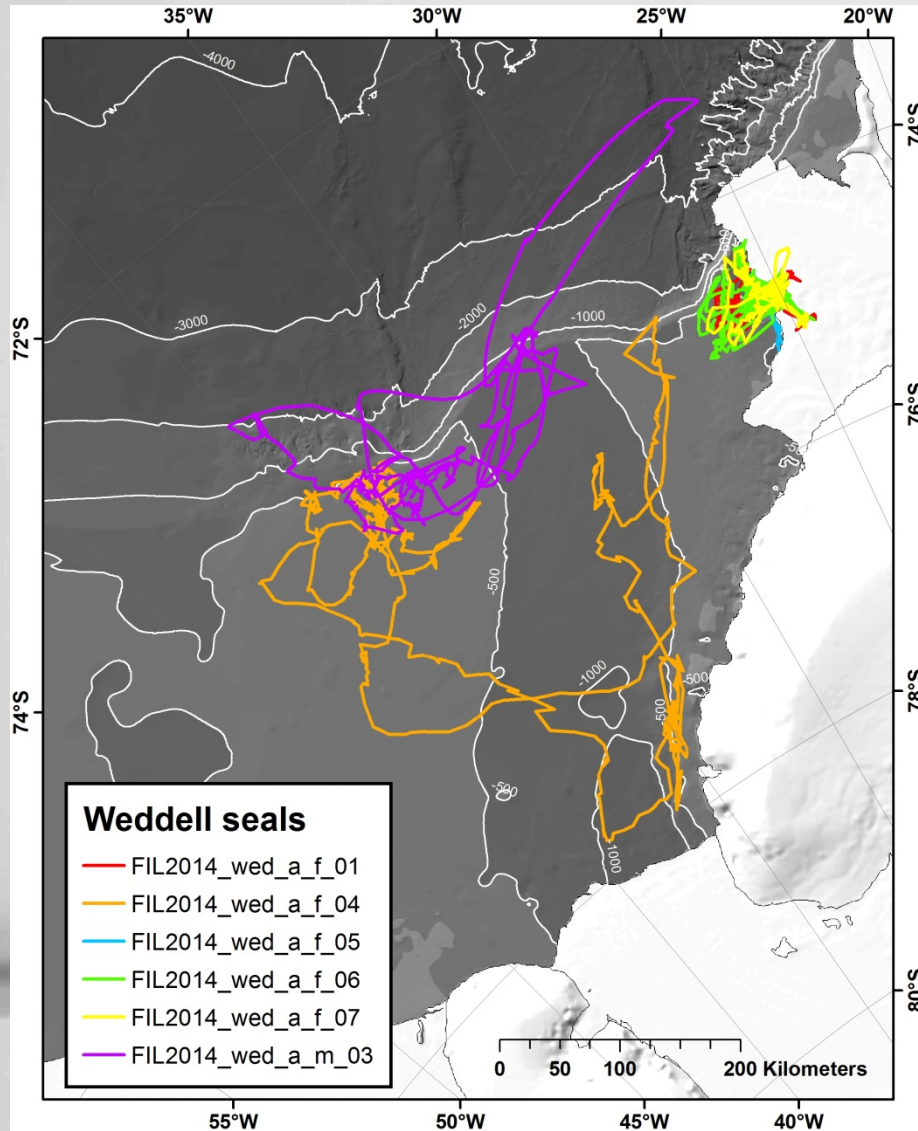 35°W 30°W 25°W 20°W
-4000
74°S
-3000
-2000
-1000
72°S
76°S
-500
-1000
-500
-500
78°S
74°S
-500
1000
80°S
Weddell seals
FIL2014_wed_a_f_01
FIL2014_wed_a_f_04
FIL2014_wed_a_f_05
FIL2014_wed_a_f_06
FIL2014_wed_a_f_07
FIL2014_wed_a_m_03
0 50 100 200 Kilometers
55°W 50°W 45°W 40°W